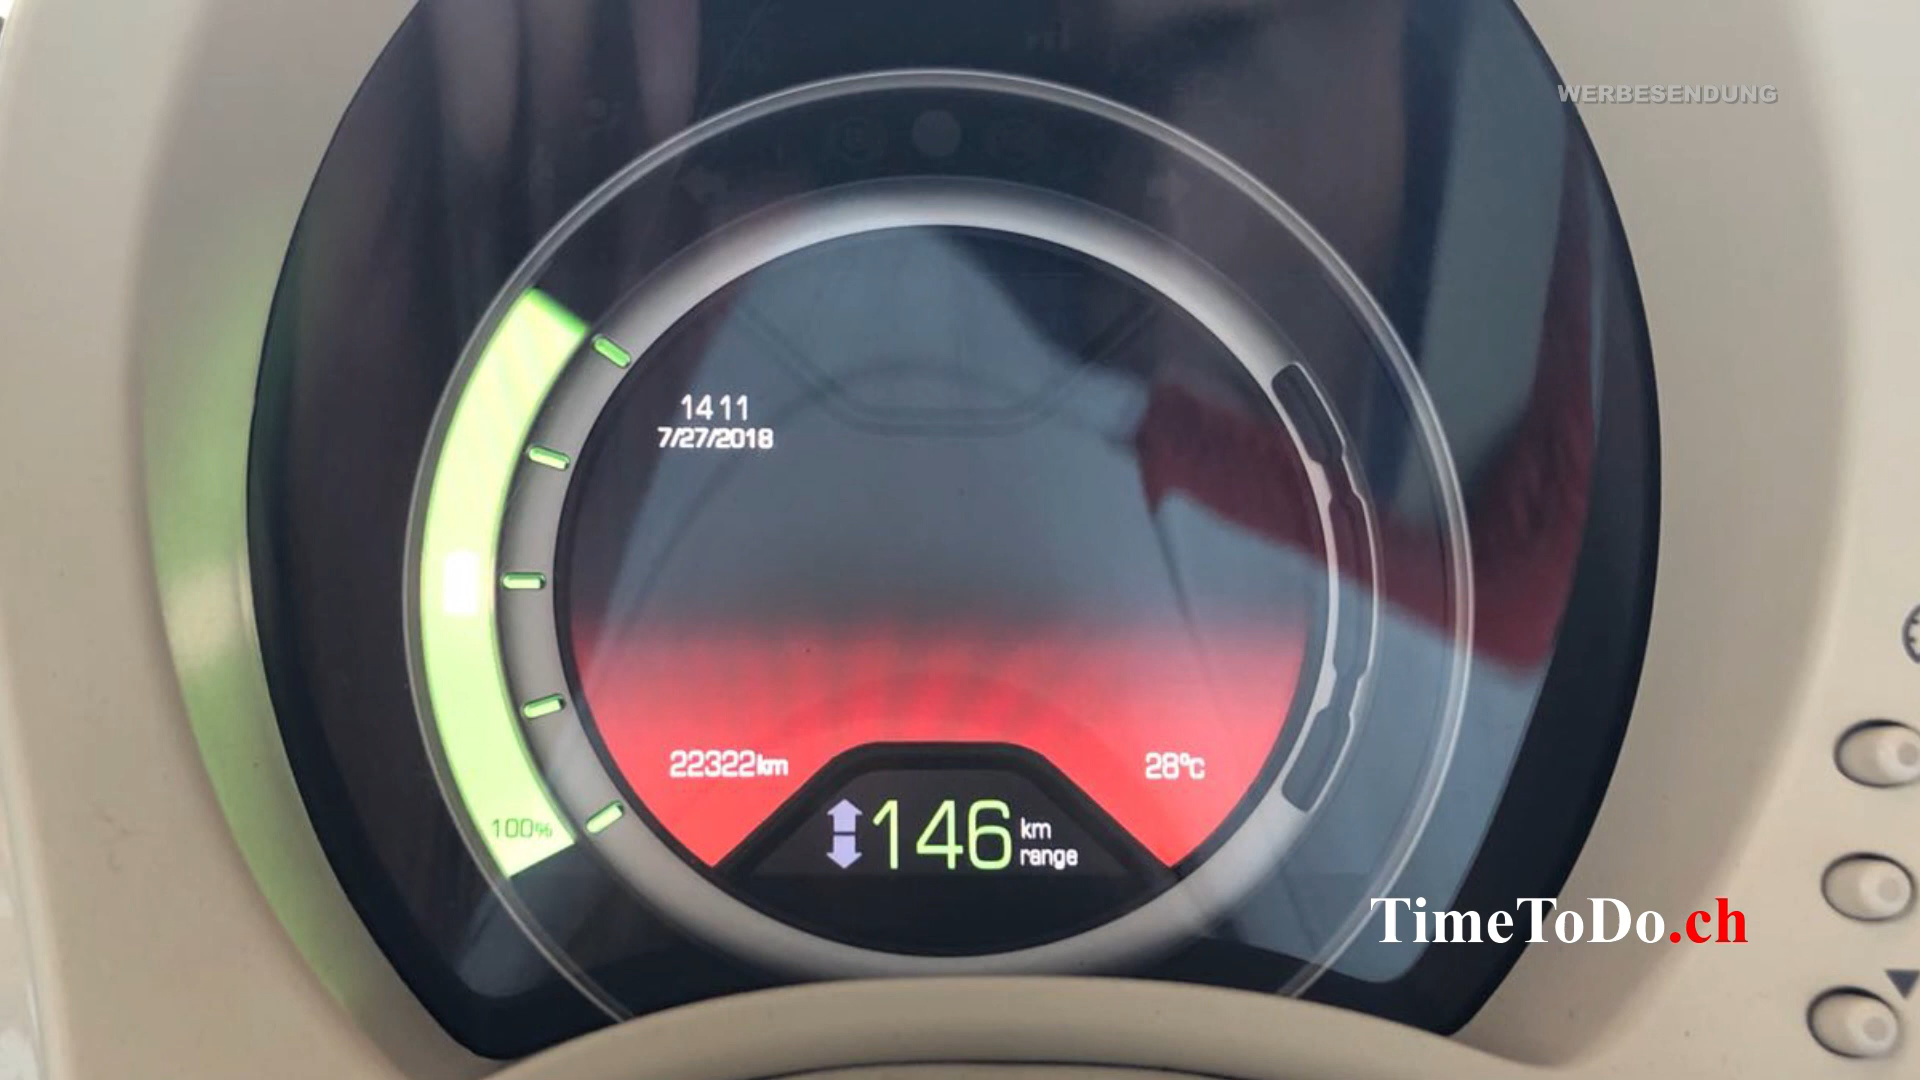 WERBESENDUNG
14 11
7/27/2018
22322km
28°C
100%
146 km range
TimeToDo.ch